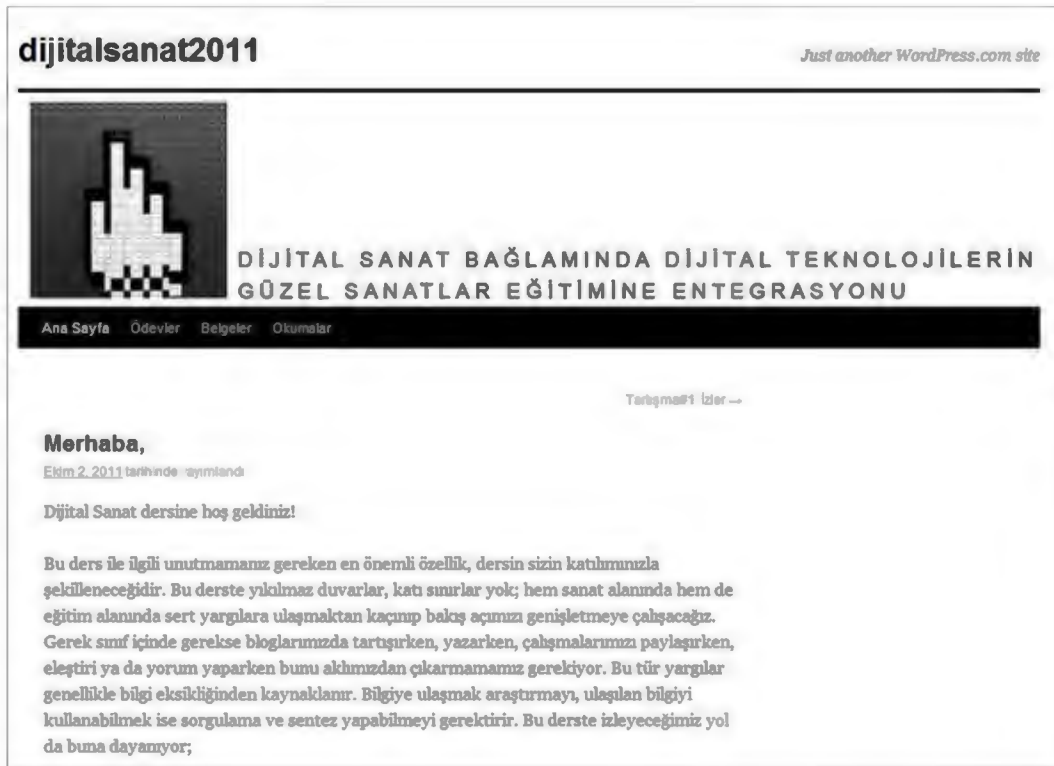 dijitalsanat2011
Just another WordPress.com site
DİJİTAL SANAT BAĞLAMINDA DİJİTAL TEKNOLOJİLERİN
GÜZEL SANATLAR EĞİTİMİNE ENTEGRASYONU
Ana Sayfa Ödevler Belgeler Okumalar
Tartışma#1 İzler →
Merhaba,
Ekim 2, 2011 tarihinde yayımlandı
Dijital Sanat dersine hoş geldiniz!
Bu ders ile ilgili unutmamanız gereken en önemli özellik, dersin sizin katılımınızla
şekilleneceğidir. Bu derste yıkılmaz duvarlar, katı sınırlar yok; hem sanat alanında hem de
eğitim alanında sert yargılara ulaşmaktan kaçınıp bakış açımızı genişletmeye çalışacağız.
Gerek sınıf içinde gerekse bloglarımızda tartışırken, yazarken, çalışmalarımızı paylaşırken,
eleştiri ya da yorum yaparken bunu aklımızdan çıkarmamamız gerekiyor. Bu tür yargılar
genellikle bilgi eksikliğinden kaynaklanır. Bilgiye ulaşmak araştırmayı, ulaşılan bilgiyi
kullanabilmek ise sorgulama ve sentez yapabilmeyi gerektirir. Bu derste izleyeceğimiz yol
da buna dayanıyor;